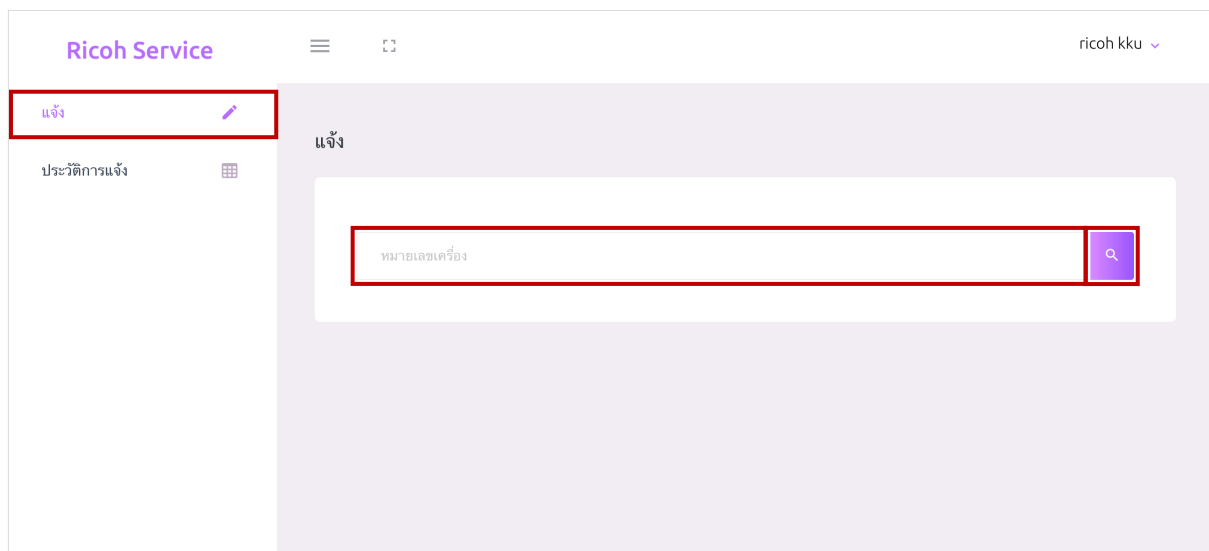 Ricoh Service
ricoh kku
แจ้ง
ประวัติการแจ้ง
แจ้ง
หมายเลขเครื่อง